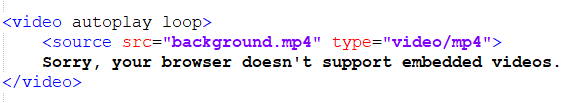 <video autoplay loop>
<source src="background.mp4" type="video/mp4">
Sorry, your browser doesn't support embedded videos.
</video>